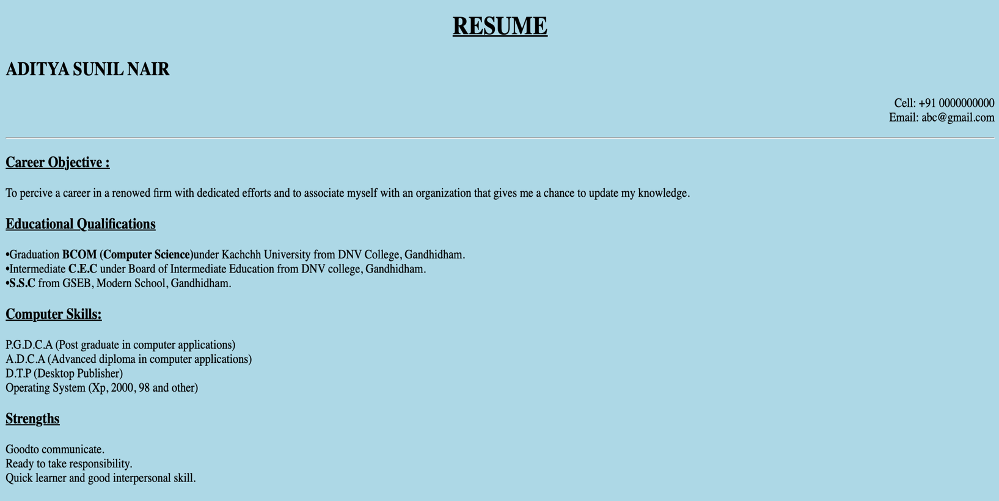 RESUME
ADITYA SUNIL NAIR
Cell: +91 0000000000
Email: abc@gmail.com
Career Objective :
To percive a career in a renowed firm with dedicated efforts and to associate myself with an organization that gives me a chance to update my knowledge.
Educational Qualifications
•Graduation BCOM (Computer Science)under Kachchh University from DNV College, Gandhidham.
•Intermediate C.E.C under Board of Intermediate Education from DNV college, Gandhidham.
•S.S.C from GSEB, Modern School, Gandhidham.
Computer Skills:
P.G.D.C.A (Post graduate in computer applications)
A.D.C.A (Advanced diploma in computer applications)
D.T.P (Desktop Publisher)
Operating System (Xp, 2000, 98 and other)
Strengths
Goodto communicate.
Ready to take responsibility.
Quick learner and good interpersonal skill.